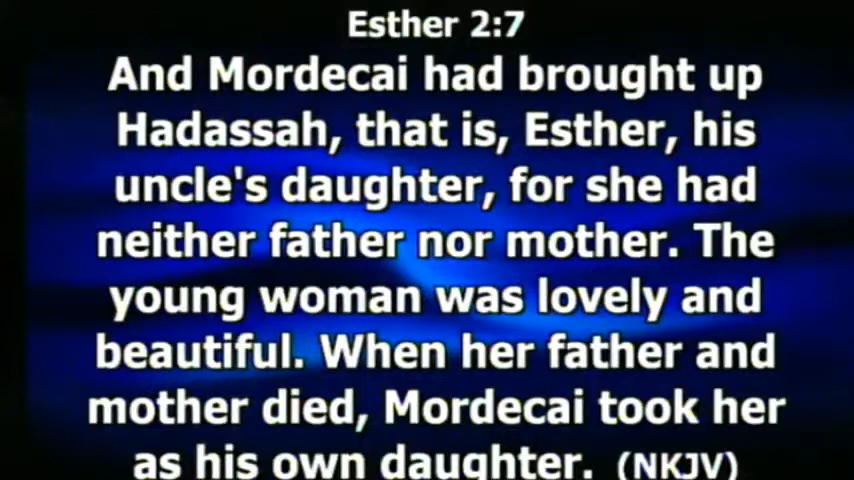 Esther 2:7
And Mordecai had brought up
Hadassah, that is, Esther, his
uncle's daughter, for she had
neither father nor mother. The
young woman was lovely and
beautiful. When her father and
mother died, Mordecai took her
as his own daughter. (NKJV)